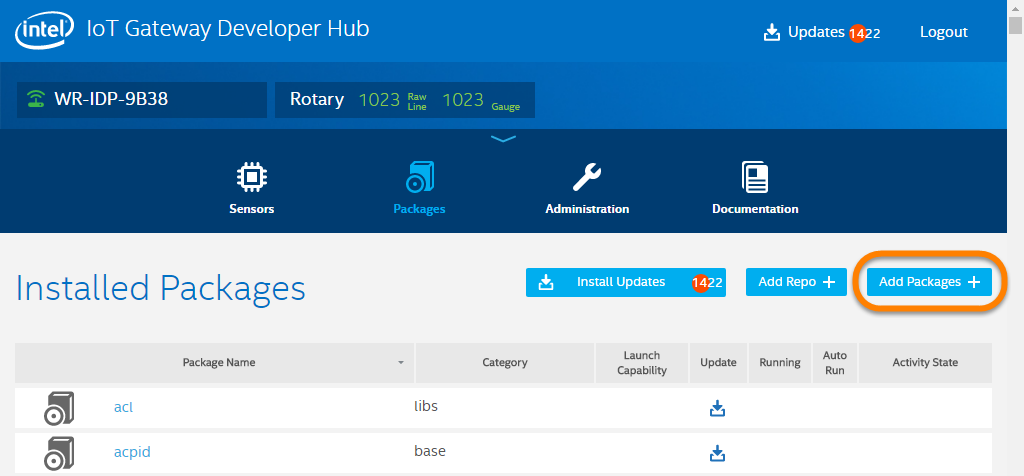 intel IoT Gateway Developer Hub
Updates 1422
Logout
WR-IDP-9B38
Rotary 1023 Raw Line 1023 Gauge
Sensors
Packages
Administration
Documentation
Installed Packages
Install Updates 1422
Add Repo +
Add Packages +
Package Name
Category
Launch
Capability
Update
Running
Auto
Run
Activity State
acl
libs
acpid
base